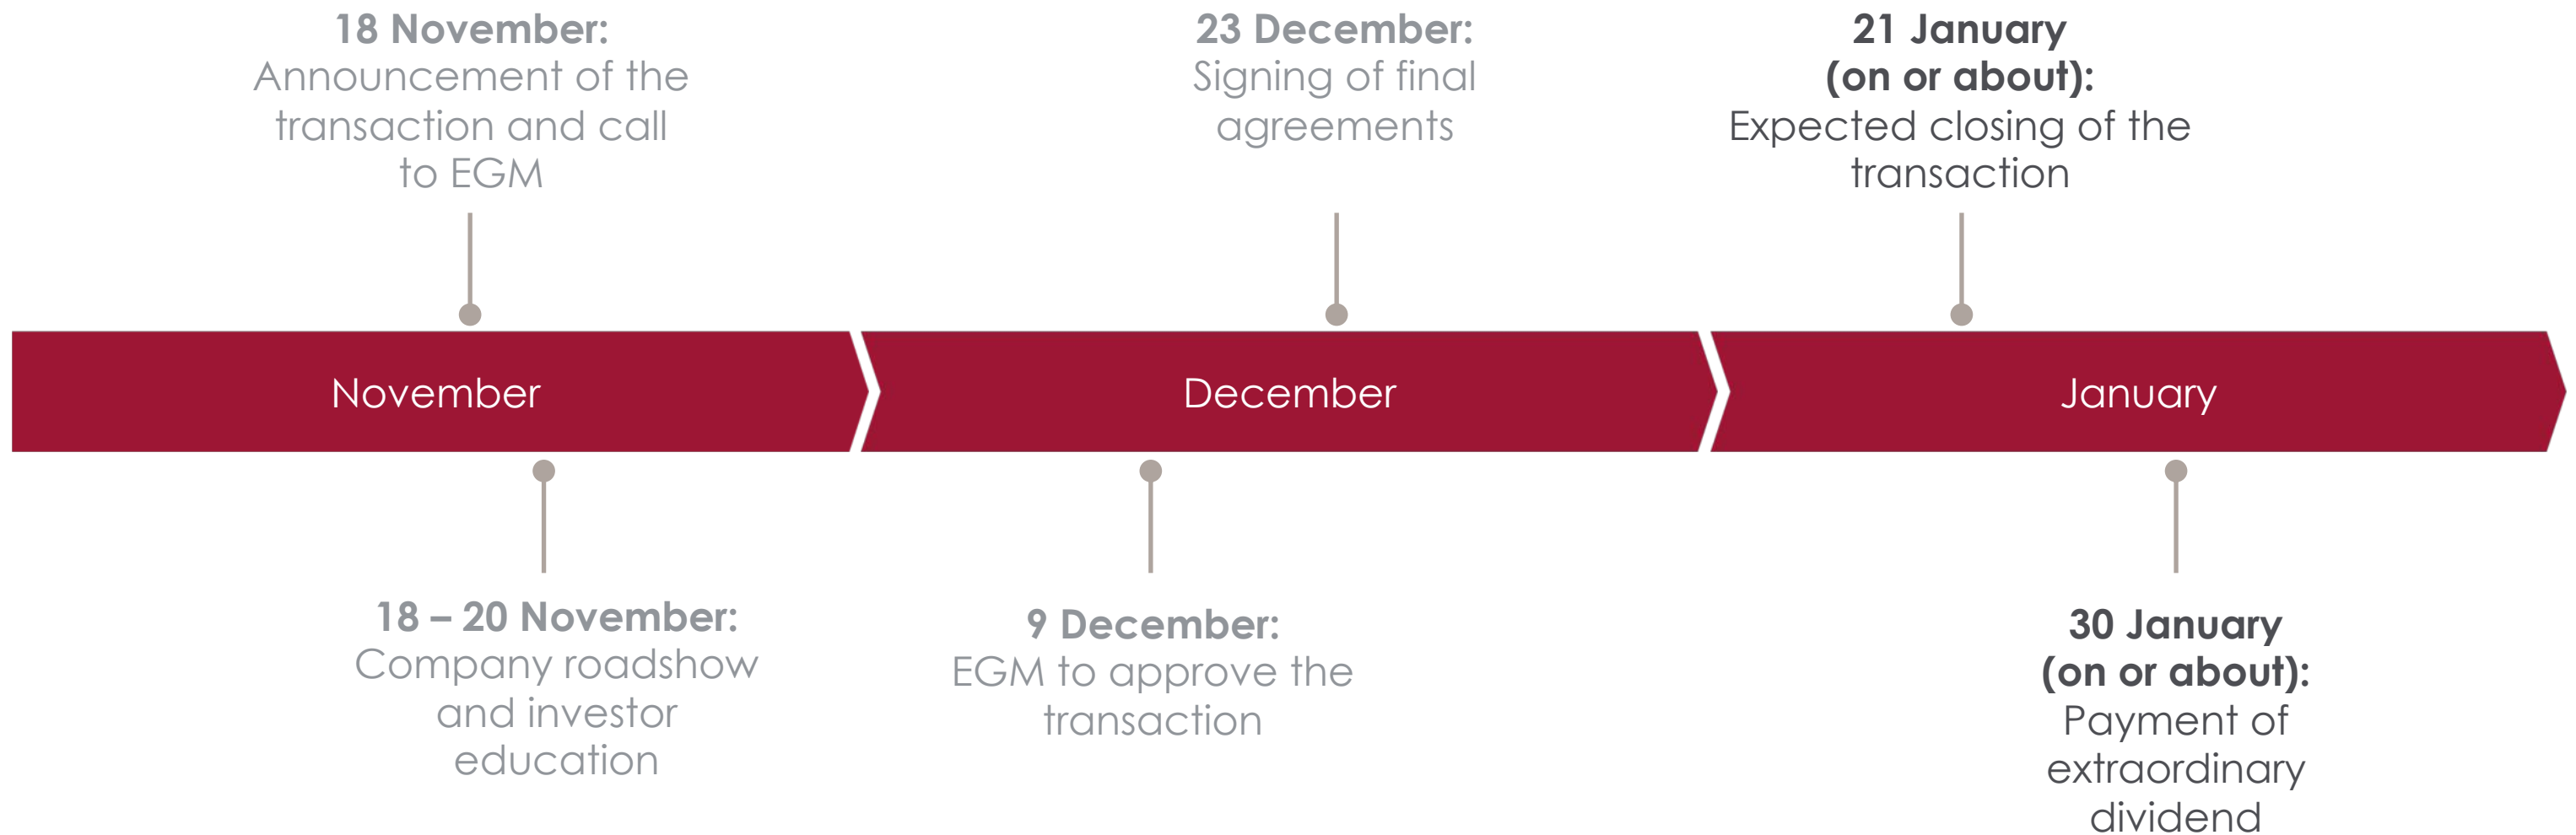 18 November:
Announcement of the
transaction and call
to EGM
23 December:
Signing of final
agreements
21 January
(on or about):
Expected closing of the
transaction
November
December
January
18 – 20 November:
Company roadshow
and investor
education
9 December:
EGM to approve the
transaction
30 January
(on or about):
Payment of
extraordinary
dividend